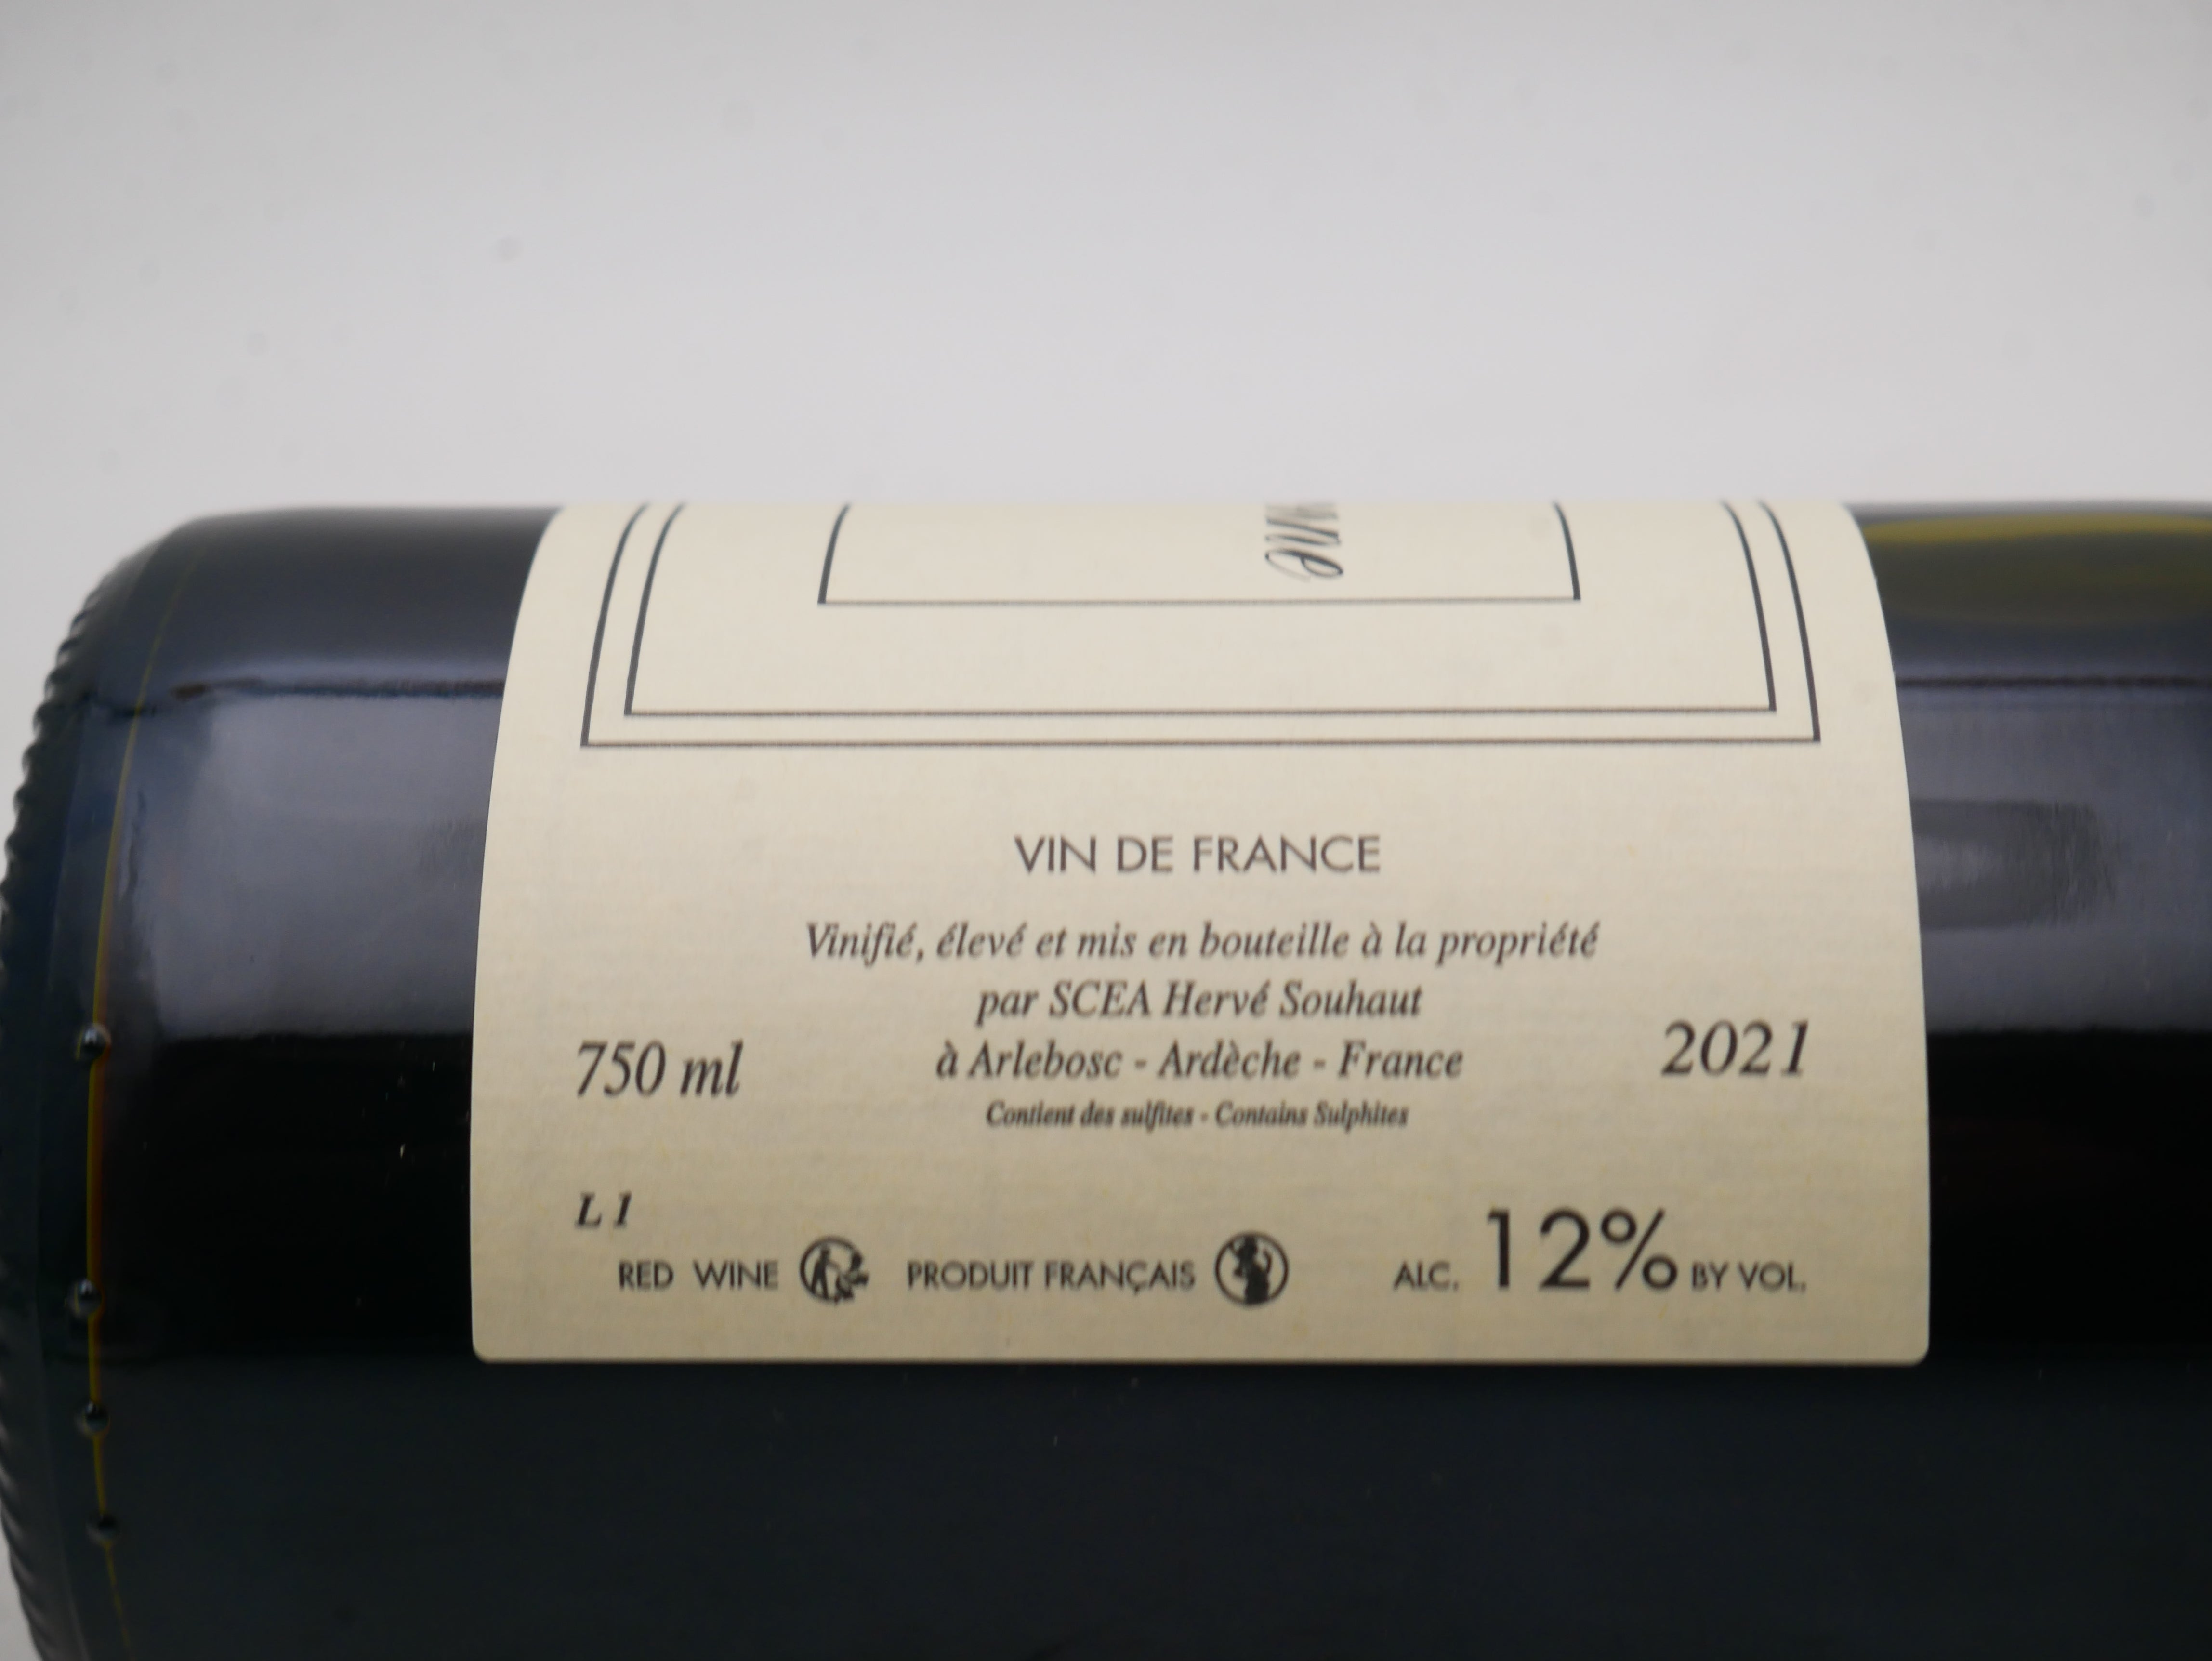 VIN DE FRANCE
Vinifié, élevé et mis en bouteille à la propriété
par SCEA Hervé Souhaut
à Arlebosc - Ardèche - France
Contient des sulfites - Contains Sulphites
750 ml
2021
L 1
RED WINE
PRODUIT FRANÇAIS
ALC. 12% BY VOL.